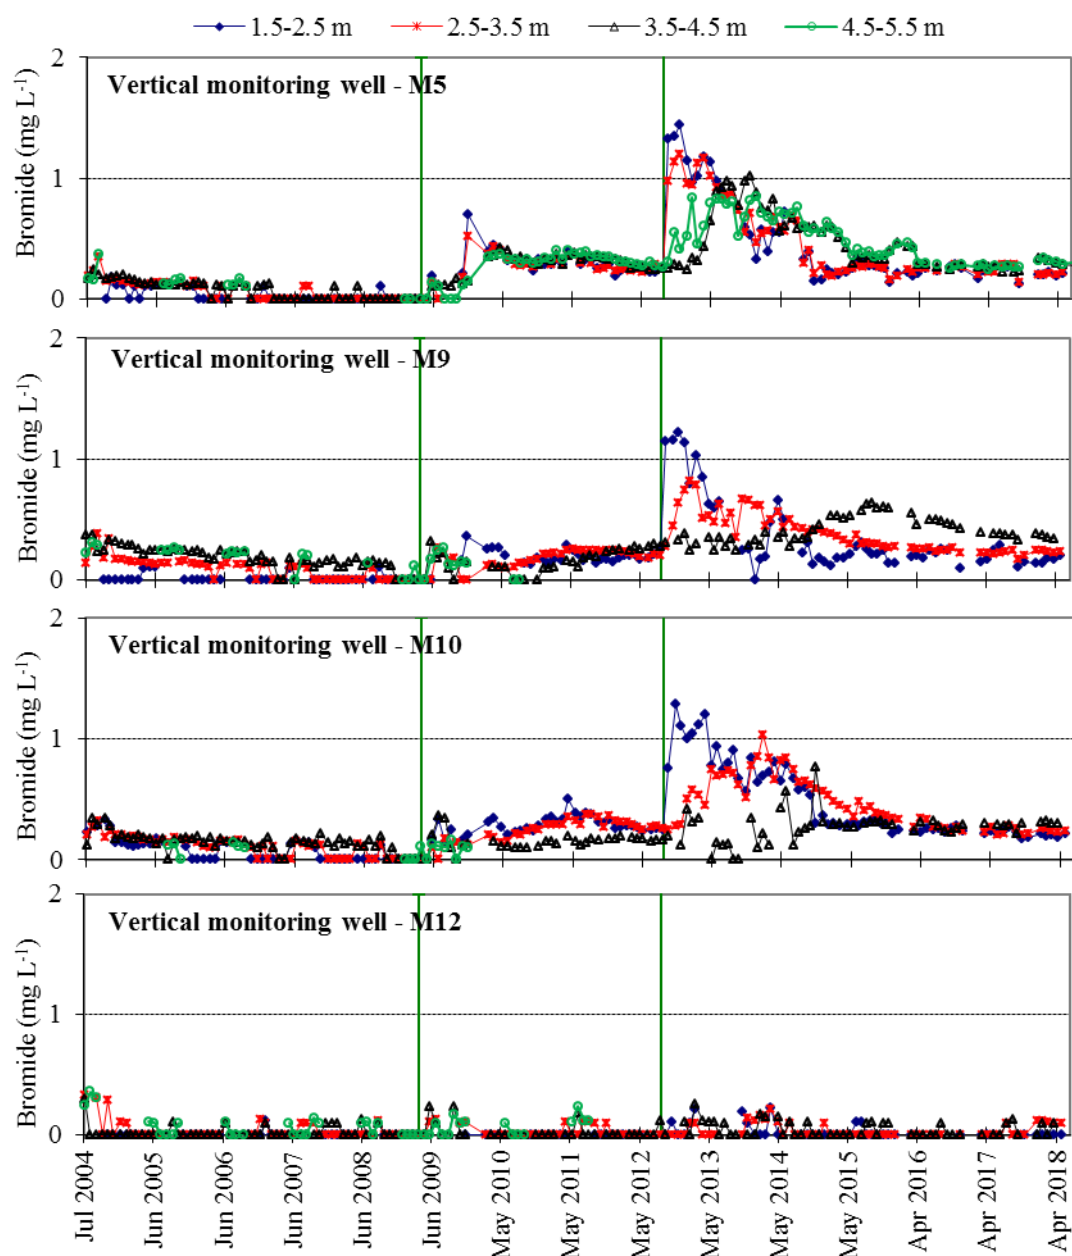 1.5-2.5 m 2.5-3.5 m 3.5-4.5 m 4.5-5.5 m
2
Vertical monitoring well - M5
Bromide (mg L-1)
1
0
2
Vertical monitoring well - M9
Bromide (mg L-1)
1
0
2
Vertical monitoring well - M10
Bromide (mg L-1)
1
0
2
Vertical monitoring well - M12
Bromide (mg L-1)
1
0
Jul 2004
Jun 2005
Jun 2006
Jun 2007
Jun 2008
Jun 2009
May 2010
May 2011
May 2012
May 2013
May 2014
May 2015
Apr 2016
Apr 2017
Apr 2018